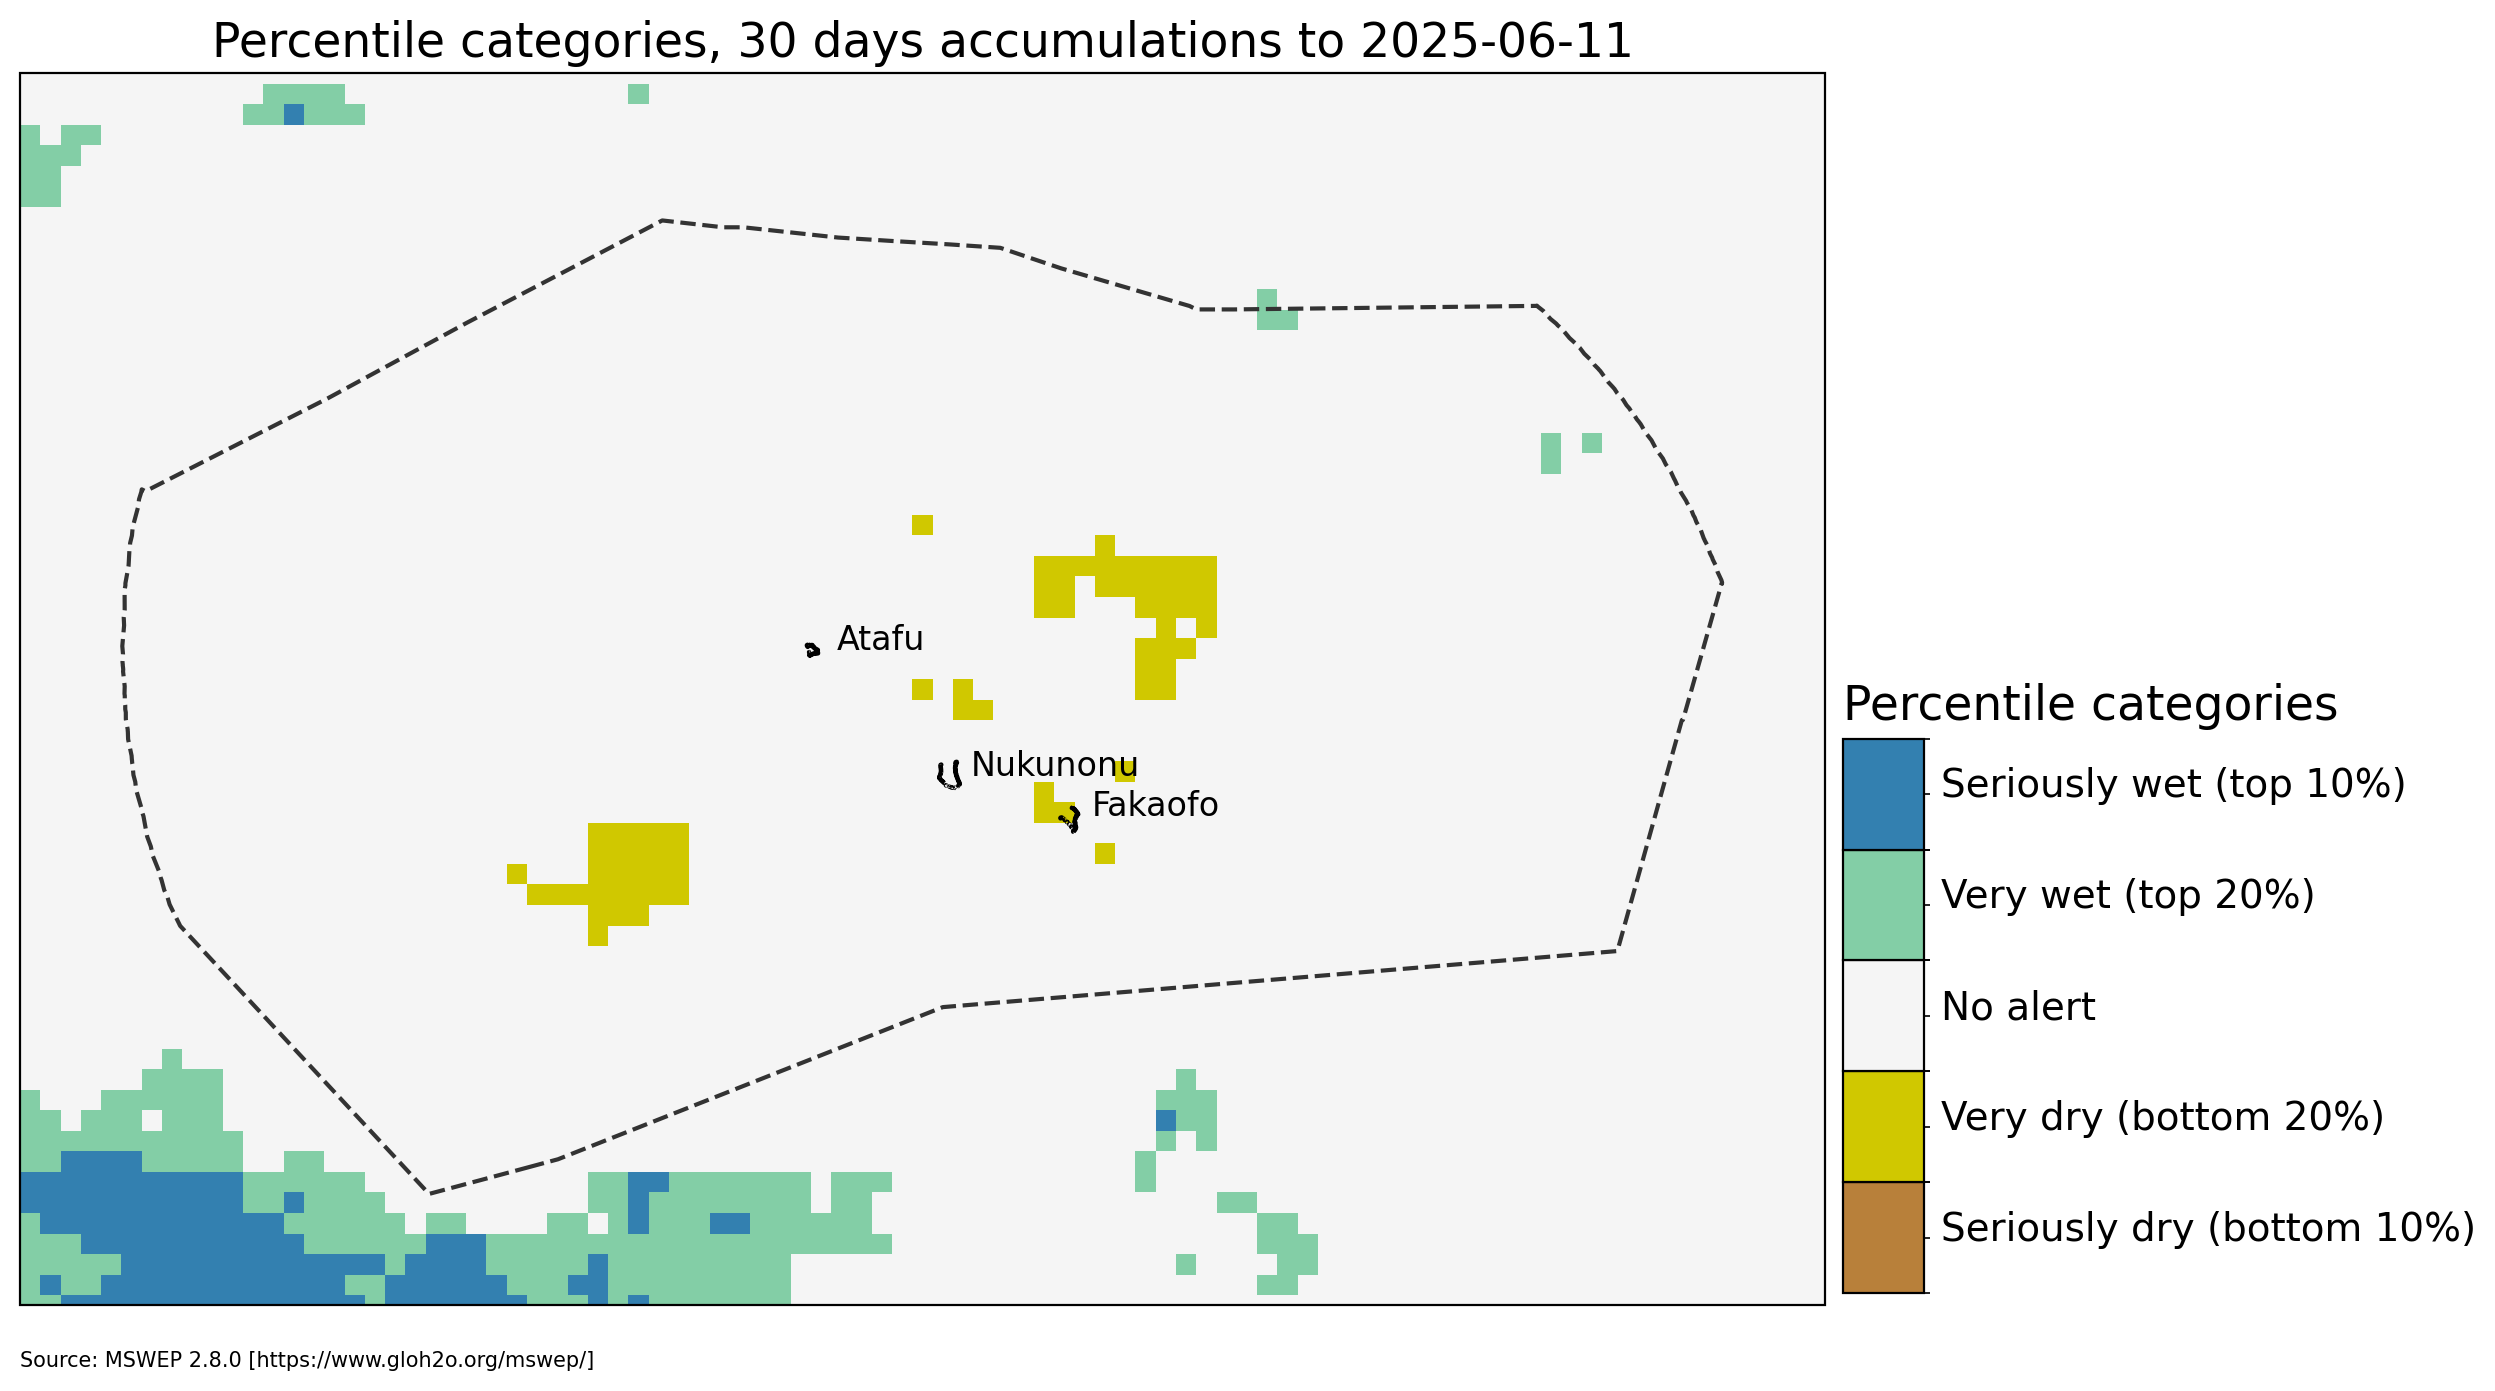 Percentile categories, 30 days accumulations to 2025-06-11
Atafu
Nukunonu
Fakaofo
Percentile categories
Seriously wet (top 10%)
Very wet (top 20%)
No alert
Very dry (bottom 20%)
Seriously dry (bottom 10%)
Source: MSWEP 2.8.0 [https://www.gloh2o.org/mswep/]